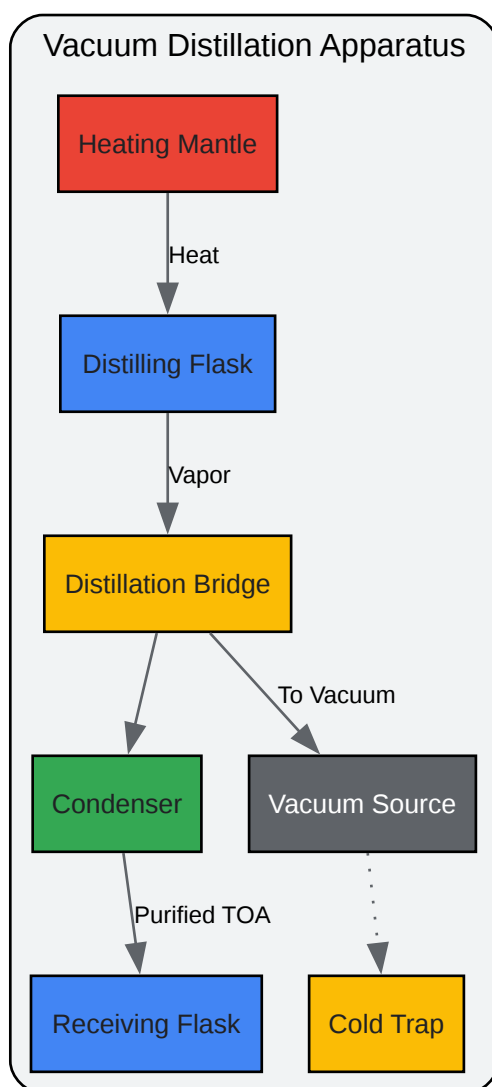 Vacuum Distillation Apparatus
Heating Mantle
Heat
Distilling Flask
Vapor
Distillation Bridge
To Vacuum
Condenser
Vacuum Source
Purified TOA
Receiving Flask
Cold Trap